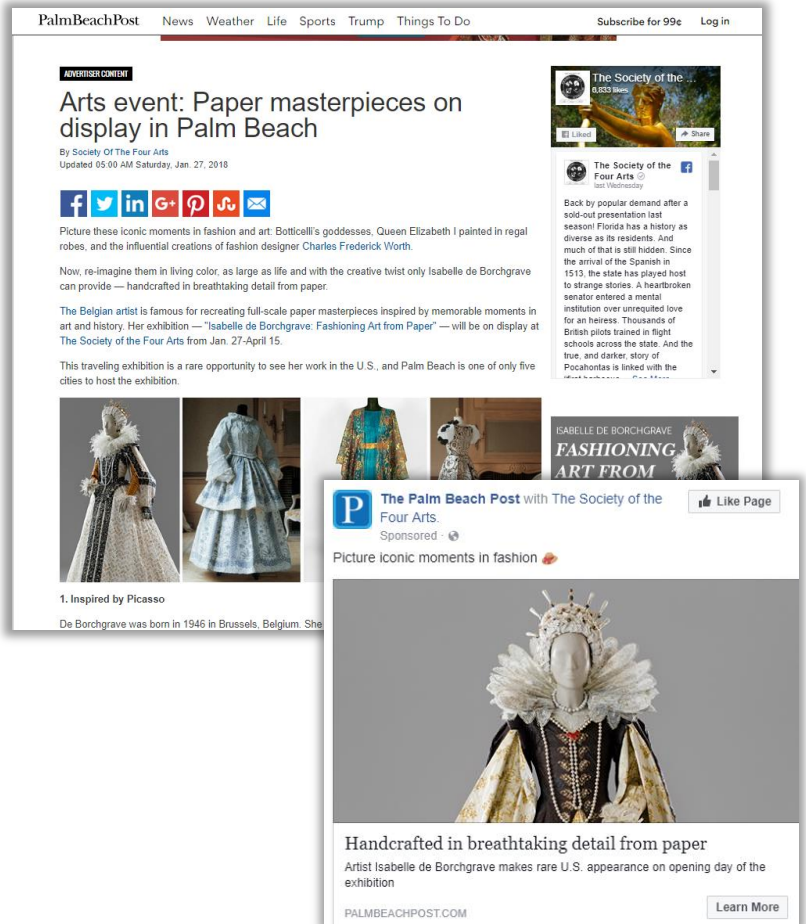 PalmBeachPost News Weather Life Sports Trump Things To Do Subscribe for 99¢ Log in
ADVERTISER CONTENT
Arts event: Paper masterpieces on
display in Palm Beach
By Society Of The Four Arts
Updated 05:00 AM Saturday, Jan. 27, 2018
Picture these iconic moments in fashion and art: Botticelli's goddesses, Queen Elizabeth I painted in regal
robes, and the influential creations of fashion designer Charles Frederick Worth.
Now, re-imagine them in living color, as large as life and with the creative twist only Isabelle de Borchgrave
can provide — handcrafted in breathtaking detail from paper.
The Belgian artist is famous for recreating full-scale paper masterpieces inspired by memorable moments in
art and history. Her exhibition — "Isabelle de Borchgrave: Fashioning Art from Paper" — will be on display at
The Society of the Four Arts from Jan. 27-April 15.
This traveling exhibition is a rare opportunity to see her work in the U.S., and Palm Beach is one of only five
cities to host the exhibition.
1. Inspired by Picasso
De Borchgrave was born in 1946 in Brussels, Belgium. She
The Society of the ...
6,833 likes
Liked Share
The Society of the
Four Arts
last Wednesday
Back by popular demand after a
sold-out presentation last
season! Florida has a history as
diverse as its residents. And
much of that is still hidden. Since
the arrival of the Spanish in
1513, the state has played host
to strange stories. A heartbroken
senator entered a mental
institution over unrequited love
for an heiress. Thousands of
British pilots trained in flight
schools across the state. And the
true, and darker, story of
Pocahontas is linked with the
ISABELLE DE BORCHGRAVE
FASHIONING
ART FROM
P
The Palm Beach Post with The Society of the
Four Arts.
Sponsored ·
Like Page
Picture iconic moments in fashion
Handcrafted in breathtaking detail from paper
Artist Isabelle de Borchgrave makes rare U.S. appearance on opening day of the
exhibition
PALMBEACHPOST.COM
Learn More